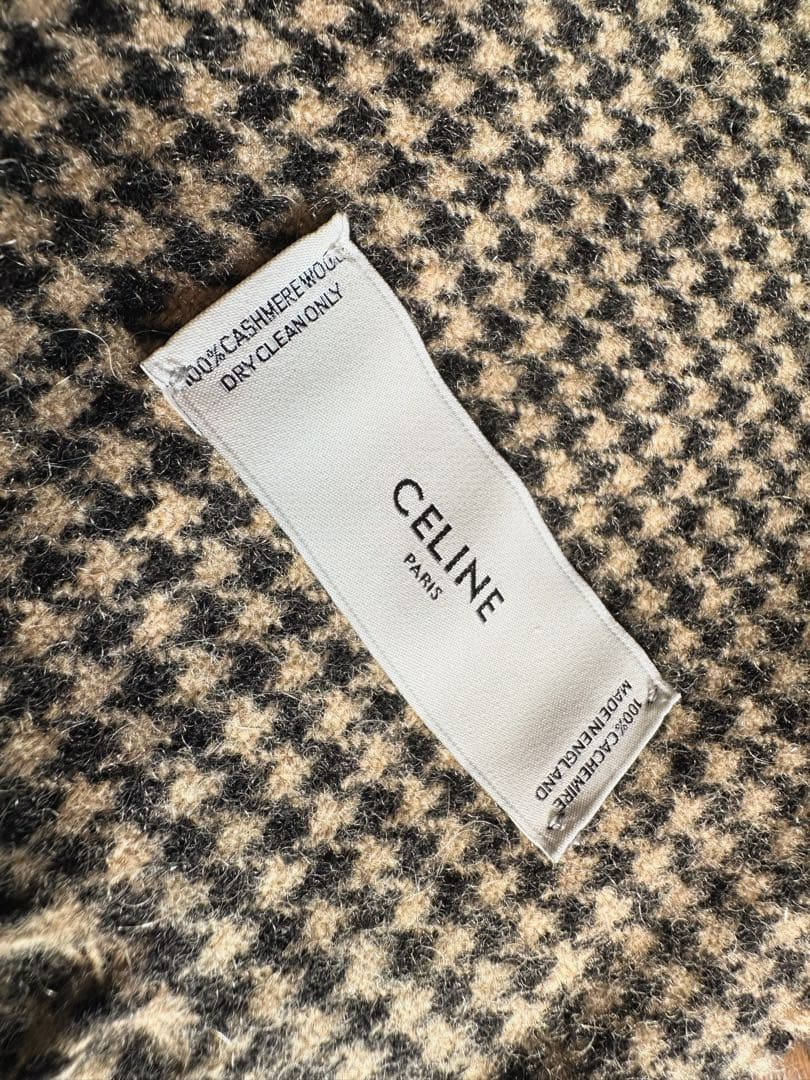 100% CASHMERE WOOL
DRY CLEAN ONLY
CELINE
PARIS
100% CACHEMIRE
MADE IN ENGLAND